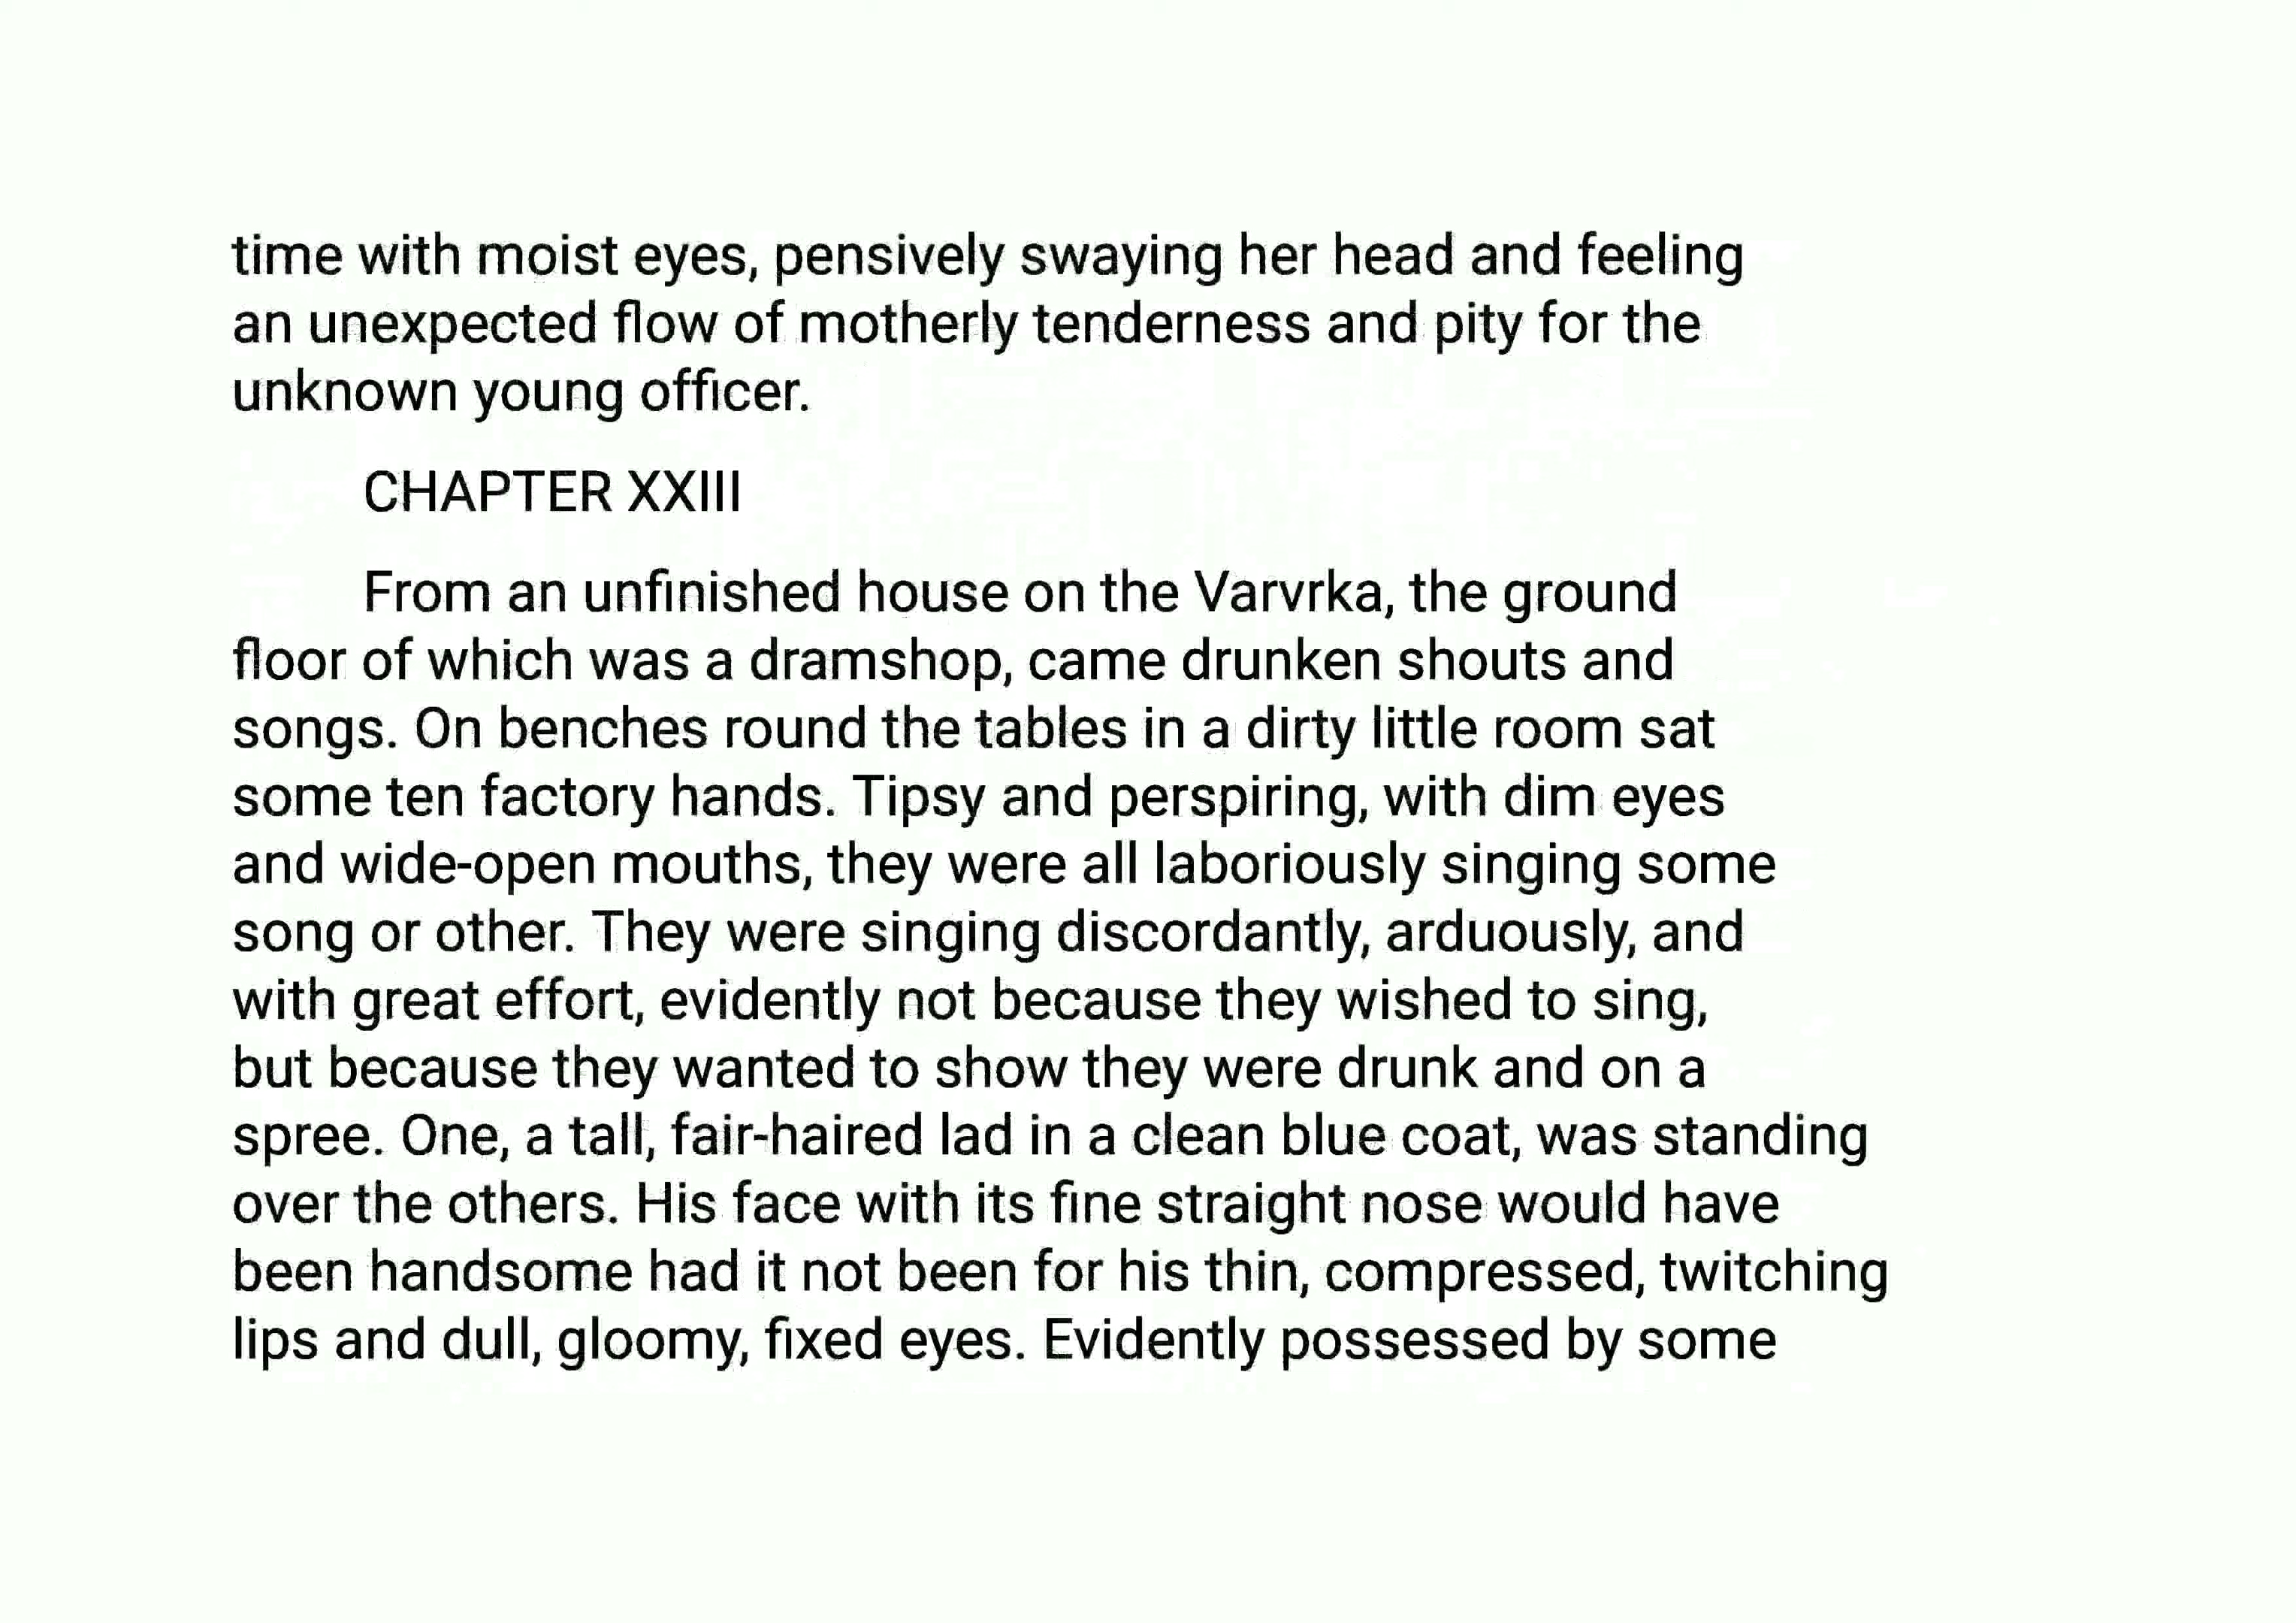 time with moist eyes, pensively swaying her head and feeling
an unexpected flow of motherly tenderness and pity for the
unknown young officer.
CHAPTER XXIII
From an unfinished house on the Varvrka, the ground
floor of which was a dramshop, came drunken shouts and
songs. On benches round the tables in a dirty little room sat
some ten factory hands. Tipsy and perspiring, with dim eyes
and wide-open mouths, they were all laboriously singing some
song or other. They were singing discordantly, arduously, and
with great effort, evidently not because they wished to sing,
but because they wanted to show they were drunk and on a
spree. One, a tall, fair-haired lad in a clean blue coat, was standing
over the others. His face with its fine straight nose would have
been handsome had it not been for his thin, compressed, twitching
lips and dull, gloomy, fixed eyes. Evidently possessed by some